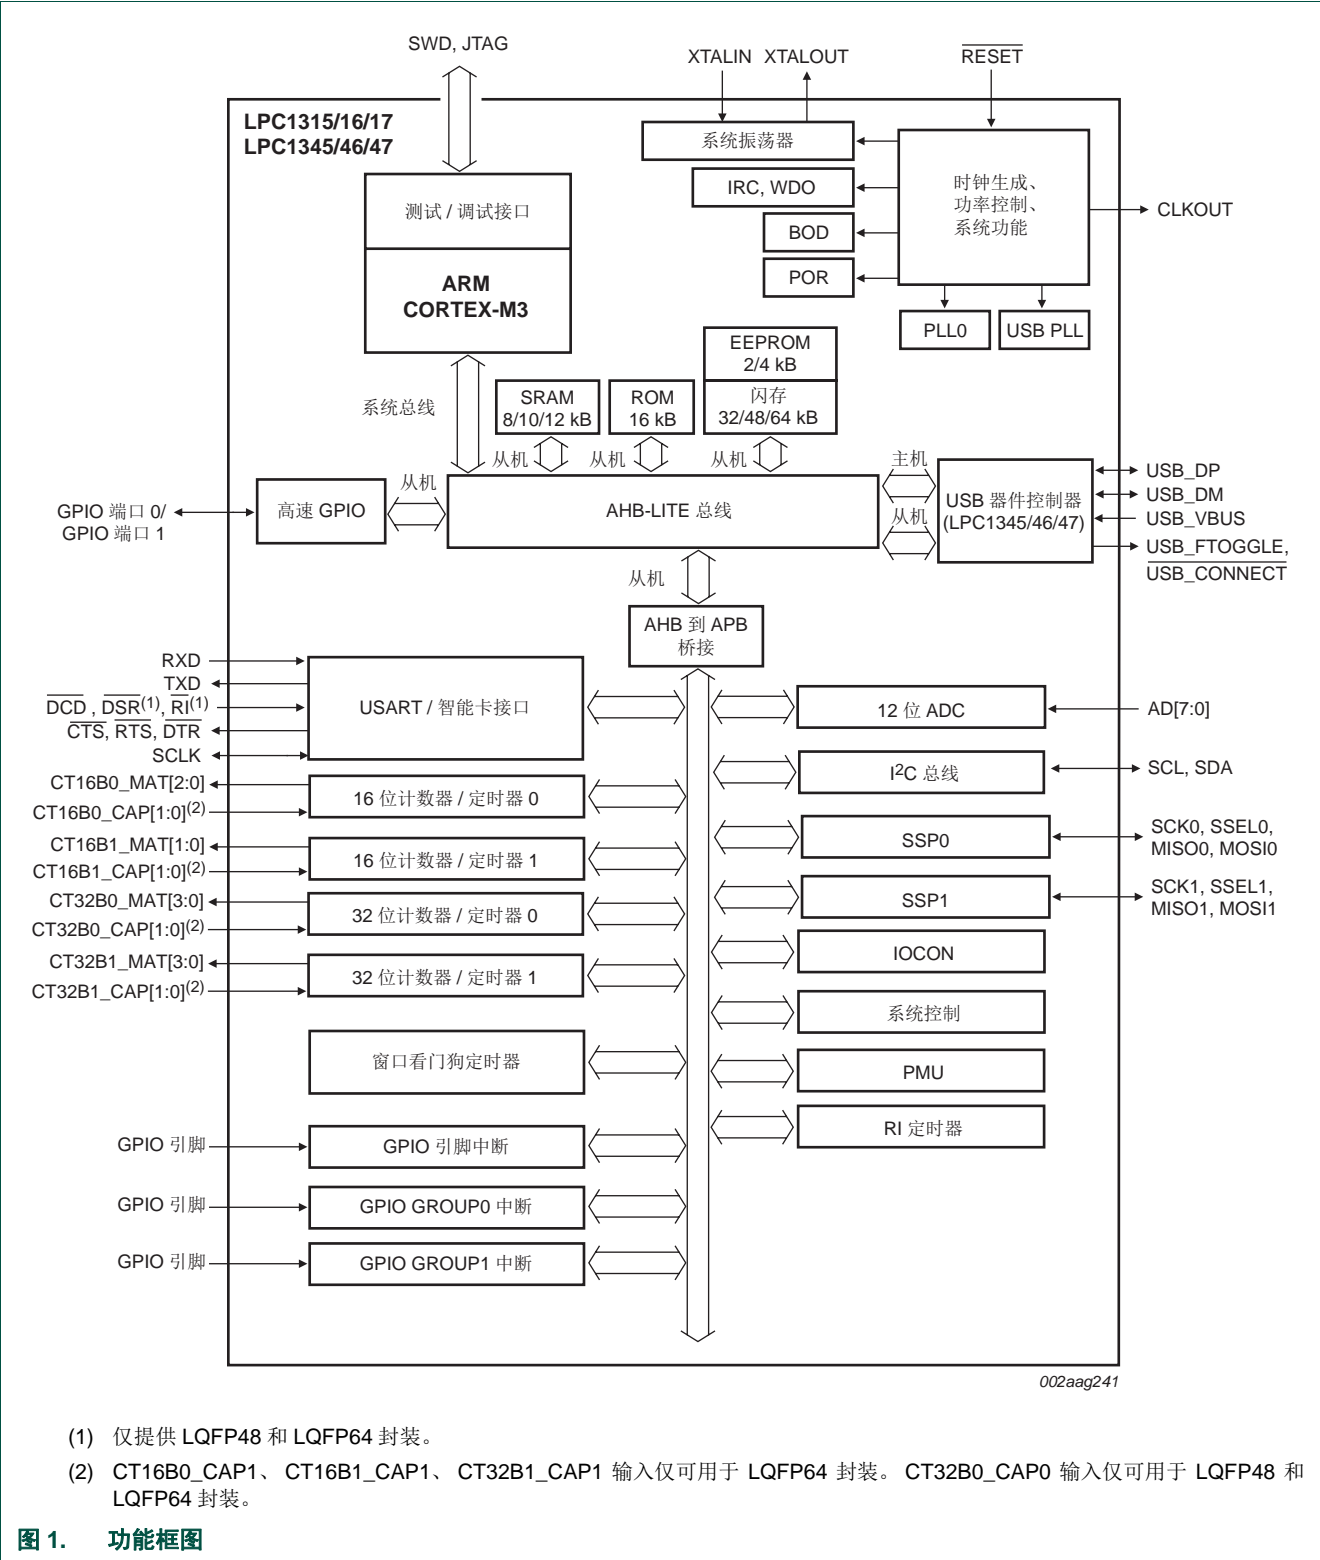 SWD, JTAG
XTALIN XTALOUT
RESET
LPC1315/16/17
LPC1345/46/47
系统振荡器
IRC, WDO
BOD
POR
时钟生成、
功率控制、
系统功能
CLKOUT
测试 / 调试接口
ARM
CORTEX-M3
PLL0
USB PLL
EEPROM
2/4 kB
闪存
32/48/64 kB
SRAM
8/10/12 kB
ROM
16 kB
系统总线
从机
从机
从机
主机
从机
从机
GPIO 端口 0/
GPIO 端口 1
高速 GPIO
AHB-LITE 总线
USB 器件控制器
(LPC1345/46/47)
USB_DP
USB_DM
USB_VBUS
USB_FTOGGLE,
USB_CONNECT
从机
AHB 到 APB
桥接
RXD
TXD
DCD , DSR(1), RI(1)
CTS, RTS, DTR
SCLK
USART / 智能卡接口
12 位 ADC
AD[7:0]
CT16B0_MAT[2:0]
CT16B0_CAP[1:0](2)
16 位计数器 / 定时器 0
I2C 总线
SCL, SDA
CT16B1_MAT[1:0]
CT16B1_CAP[1:0](2)
16 位计数器 / 定时器 1
SSP0
SCK0, SSEL0,
MISO0, MOSI0
CT32B0_MAT[3:0]
CT32B0_CAP[1:0](2)
32 位计数器 / 定时器 0
SSP1
SCK1, SSEL1,
MISO1, MOSI1
CT32B1_MAT[3:0]
CT32B1_CAP[1:0](2)
32 位计数器 / 定时器 1
IOCON
系统控制
窗口看门狗定时器
PMU
RI 定时器
GPIO 引脚
GPIO 引脚中断
GPIO 引脚
GPIO GROUP0 中断
GPIO 引脚
GPIO GROUP1 中断
002aag241
(1) 仅提供 LQFP48 和 LQFP64 封装。
(2) CT16B0_CAP1、 CT16B1_CAP1、 CT32B1_CAP1 输入仅可用于 LQFP64 封装。 CT32B0_CAP0 输入仅可用于 LQFP48 和
LQFP64 封装。
图 1. 功能框图